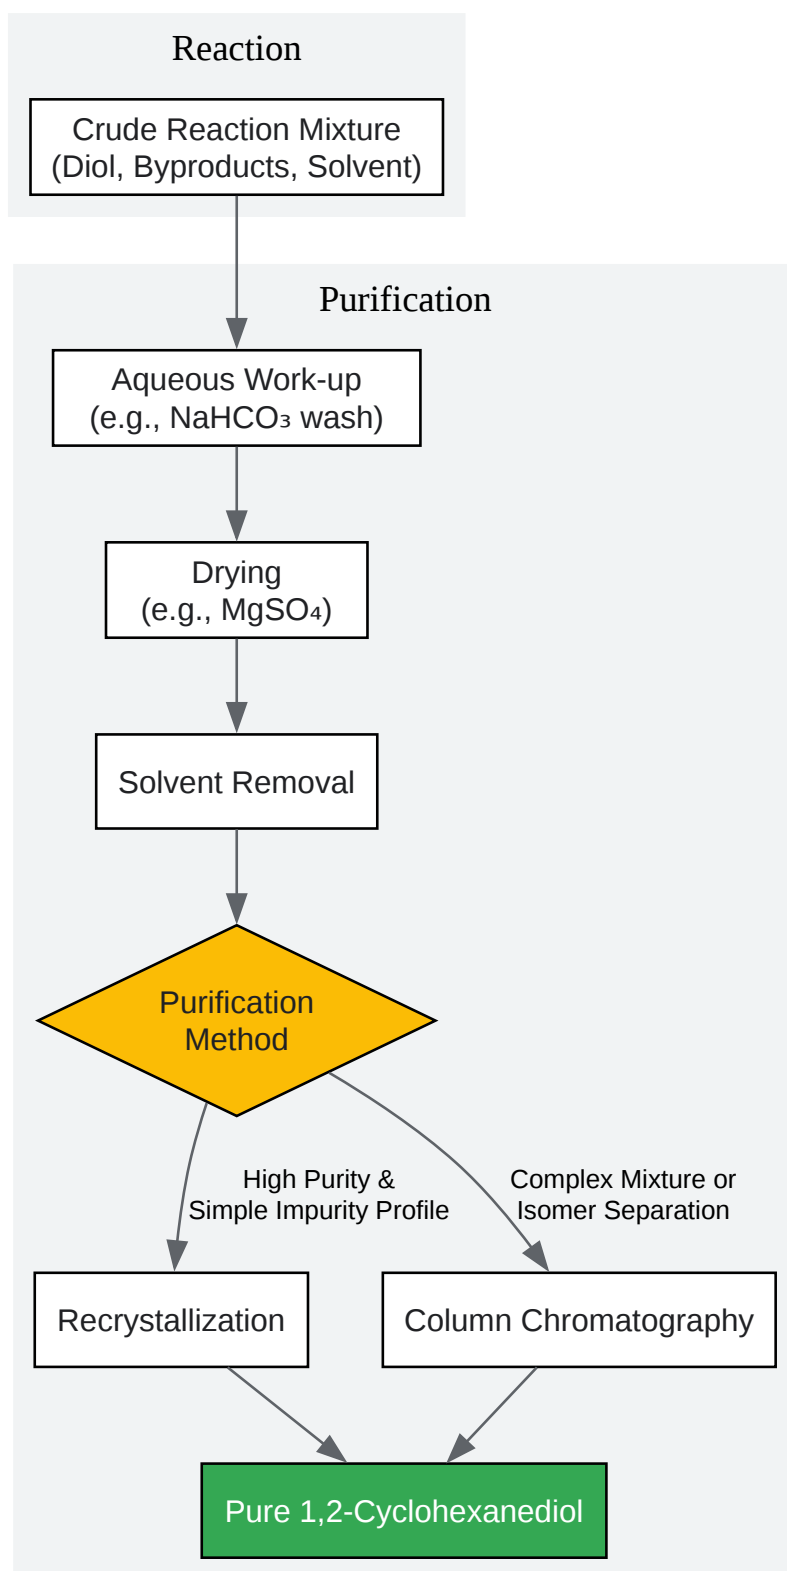 Reaction
Crude Reaction Mixture
(Diol, Byproducts, Solvent)
Purification
Aqueous Work-up
(e.g., NaHCO₃ wash)
Drying
(e.g., MgSO₄)
Solvent Removal
Purification
Method
High Purity &
Simple Impurity Profile
Complex Mixture or
Isomer Separation
Recrystallization
Column Chromatography
Pure 1,2-Cyclohexanediol